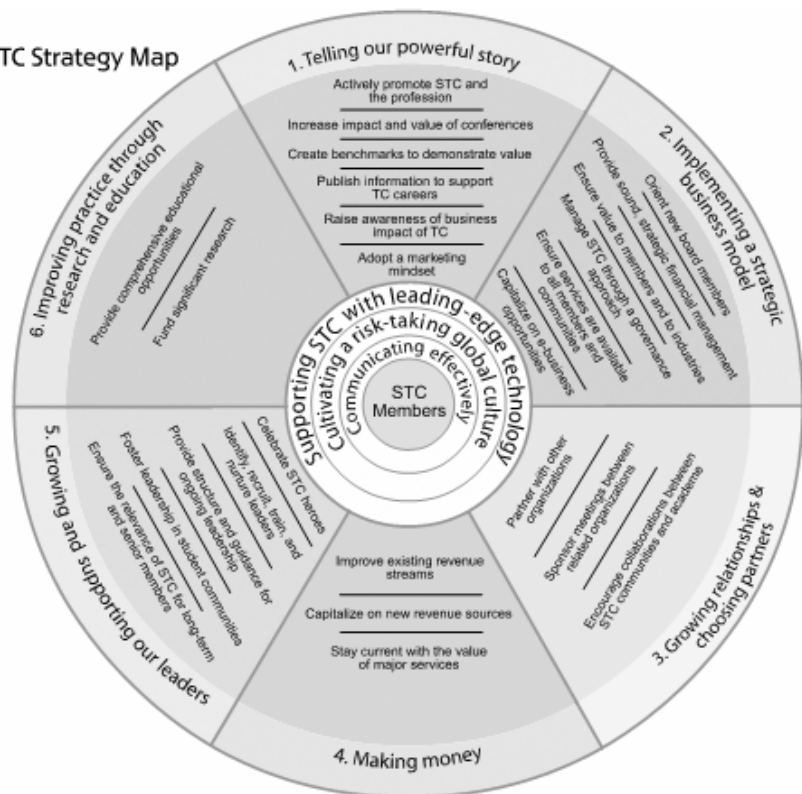 TC Strategy Map
1. Telling our powerful story
Actively promote STC and
the profession
Increase impact and value of conferences
Create benchmarks to demonstrate value
Publish information to support
TC careers
Raise awareness of business
impact of TC
Adopt a marketing
mindset
2. Implementing a strategic
business model
Orient new board members
Provide sound, strategic financial management
Ensure value to members and to industries
Manage STC through a governance
approach
Ensure services are available
to all members and
communities
Capitalize on e-business
opportunities
3. Growing relationships &
choosing partners
Partner with other
organizations
Sponsor meetings between
related organizations
Encourage collaborations between
STC communities and academe
4. Making money
Improve existing revenue
streams
Capitalize on new revenue sources
Stay current with the value
of major services
5. Growing and supporting our leaders
Celebrate STC heroes
Identify, recruit, train, and
nurture leaders
Provide structure and guidance for
ongoing leadership
Foster leadership in student communities
Ensure the relevance of STC for long-term
and senior members
6. Improving practice through
research and education
Provide comprehensive educational
opportunities
Fund significant research
Supporting STC with leading-edge technology
Cultivating a risk-taking global culture
Communicating effectively
STC
Members